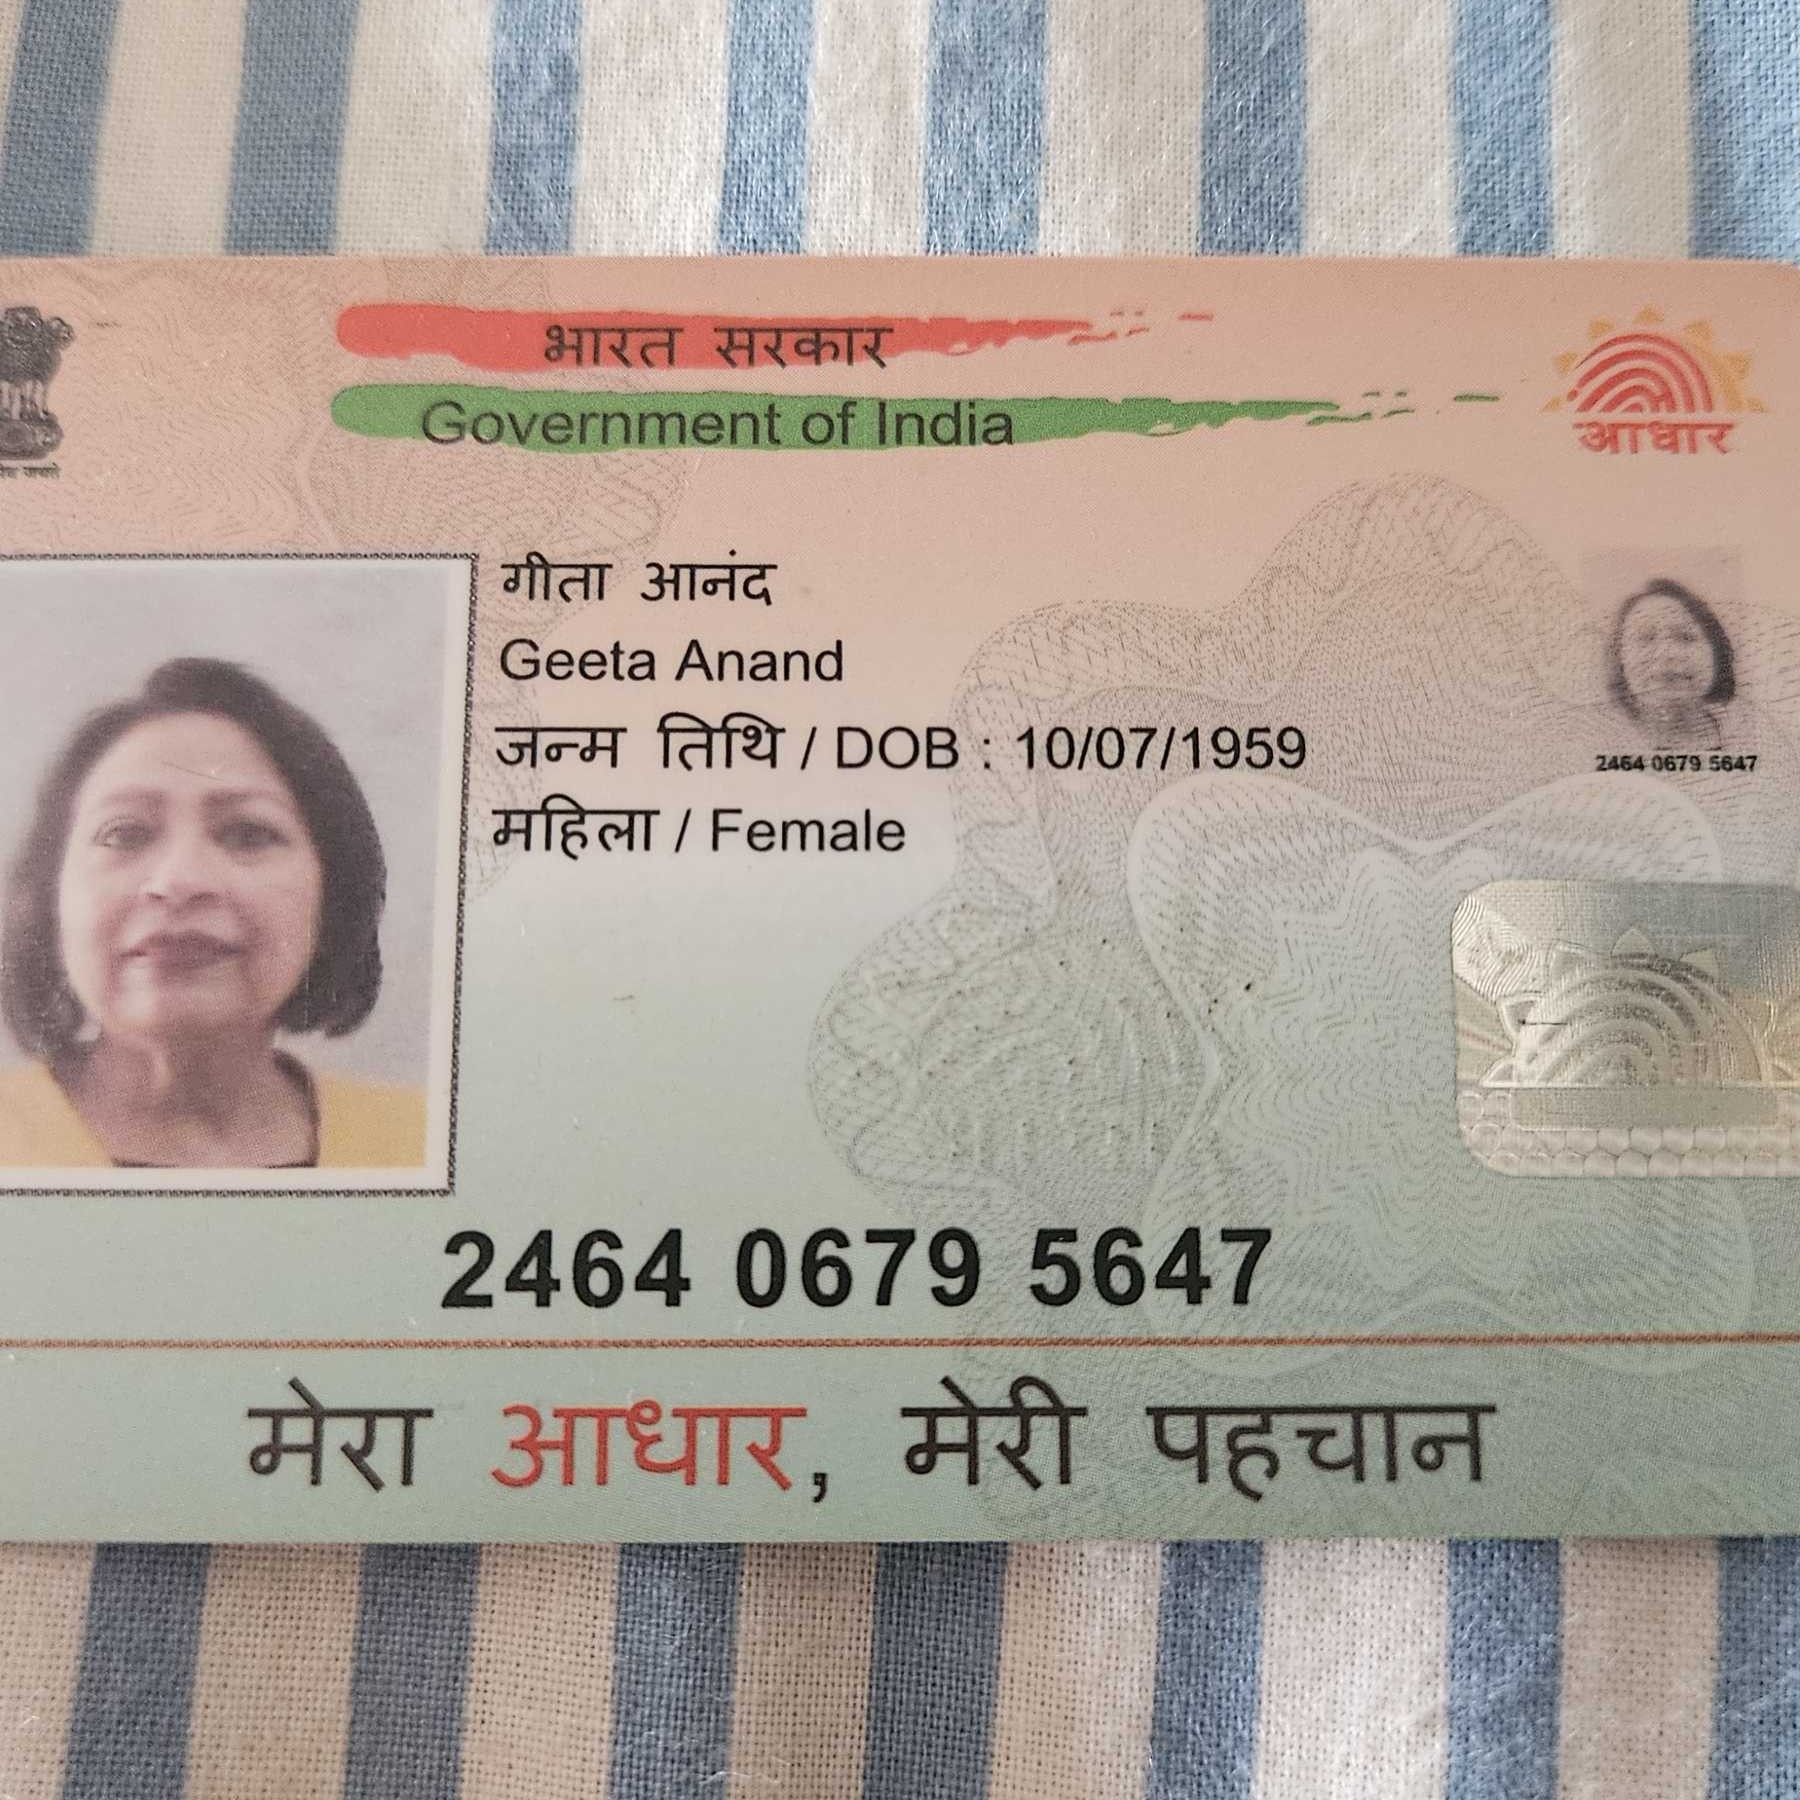 भारत सरकार
Government of India
आधार
गीता आनंद
Geeta Anand
जन्म तिथि / DOB : 10/07/1959
महिला / Female
2464 0679 5647
2464 0679 5647
मेरा आधार, मेरी पहचान